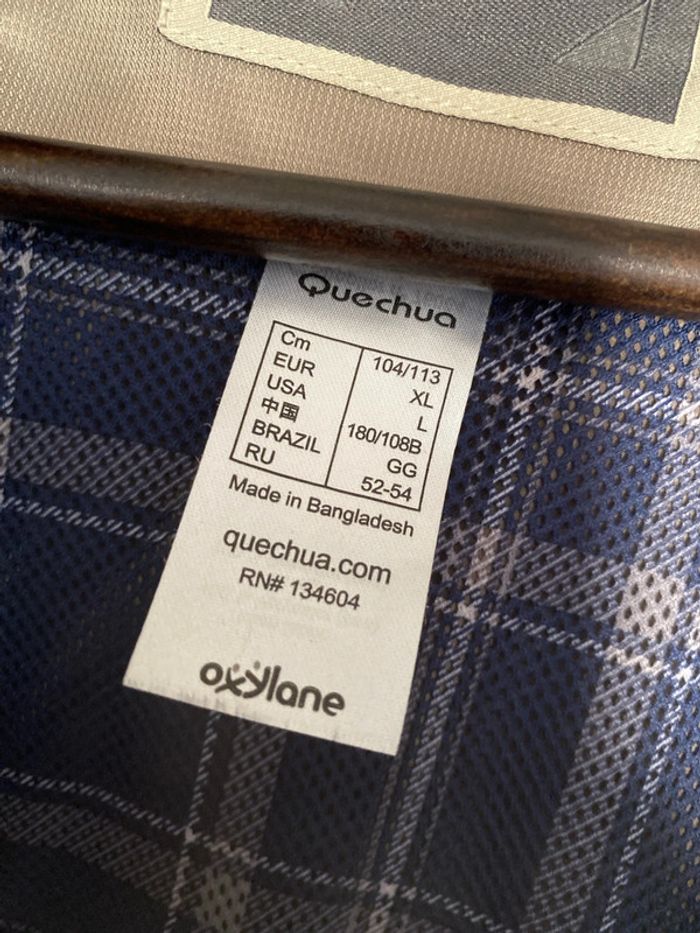 Quechua
Cm 104/113
EUR XL
USA L
中国 180/108B
BRAZIL GG
RU 52-54
Made in Bangladesh
quechua.com
RN# 134604
oxylane